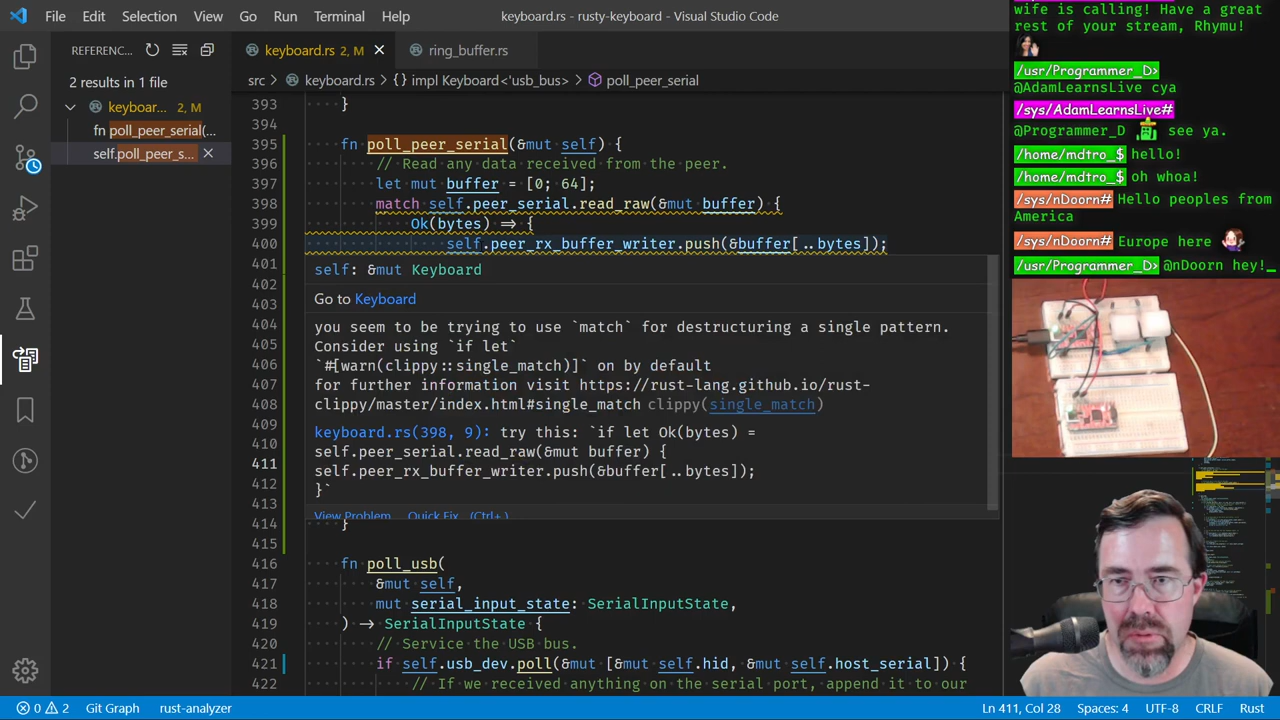 File Edit Selection View Go Run Terminal Help
keyboard.rs - rusty-keyboard - Visual Studio Code
REFERENC...
2 results in 1 file
keyboar... 2, M
fn poll_peer_serial(...
self.poll_peer_s...
keyboard.rs 2, M
ring_buffer.rs
src > keyboard.rs > {} impl Keyboard<'usb_bus> > poll_peer_serial
393 }
394
395 fn poll_peer_serial(&mut self) {
396 // Read any data received from the peer.
397 let mut buffer = [0; 64];
398 match self.peer_serial.read_raw(&mut buffer) {
399 Ok(bytes) => {
400 self.peer_rx_buffer_writer.push(&buffer[..bytes]);
401
402
403
404
405
406
407
408
409
410
411
412
413
self: &mut Keyboard
Go to Keyboard
you seem to be trying to use `match` for destructuring a single pattern.
Consider using `if let`
`#[warn(clippy::single_match)]` on by default
for further information visit https://rust-lang.github.io/rust-
clippy/master/index.html#single_match clippy(single_match)
keyboard.rs(398, 9): try this: `if let Ok(bytes) =
self.peer_serial.read_raw(&mut buffer) {
self.peer_rx_buffer_writer.push(&buffer[..bytes]);
}`
View Problem Quick Fix... (Ctrl+.)
414 }
415
416 fn poll_usb(
417 &mut self,
418 mut serial_input_state: SerialInputState,
419 ) -> SerialInputState {
420 // Service the USB bus.
421 if self.usb_dev.poll(&mut [&mut self.hid, &mut self.host_serial]) {
422 // If we received anything on the serial port, append it to our
wife is calling! Have a great
rest of your stream, Rhymu!
/usr/Programmer_D>
@AdamLearnsLive cya
/sys/AdamLearnsLive#
@Programmer_D see ya.
/home/mdtro_$ hello!
/home/mdtro_$ oh whoa!
/sys/nDoorn# Hello peoples from
America
/sys/nDoorn# Europe here
/usr/Programmer_D> @nDoorn hey!_
0 2 Git Graph rust-analyzer
Ln 411, Col 28 Spaces: 4 UTF-8 CRLF Rust